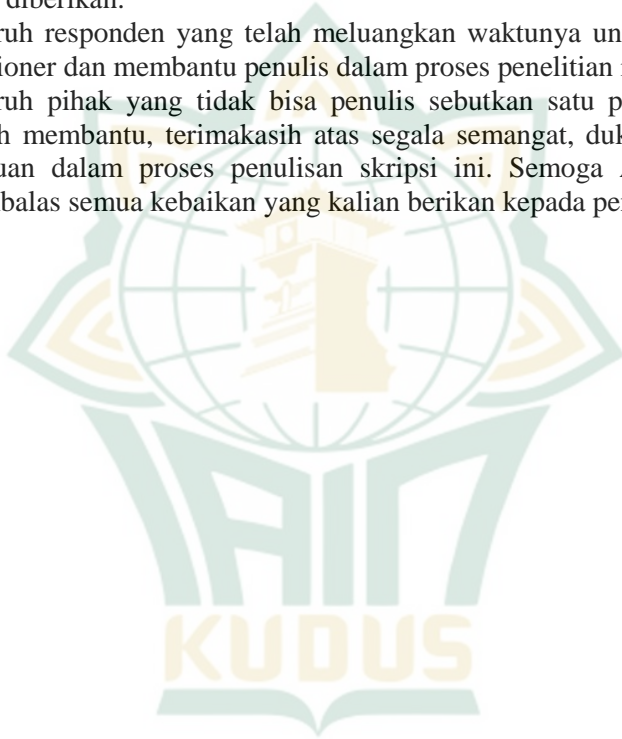 diberikan.
ruh responden yang telah meluangkan waktunya un
ioner dan membantu penulis dalam proses penelitian
ruh pihak yang tidak bisa penulis sebutkan satu p
h membantu, terimakasih atas segala semangat, duk
uan dalam proses penulisan skripsi ini. Semoga
balas semua kebaikan yang kalian berikan kepada pe
IAIN
KUDUS